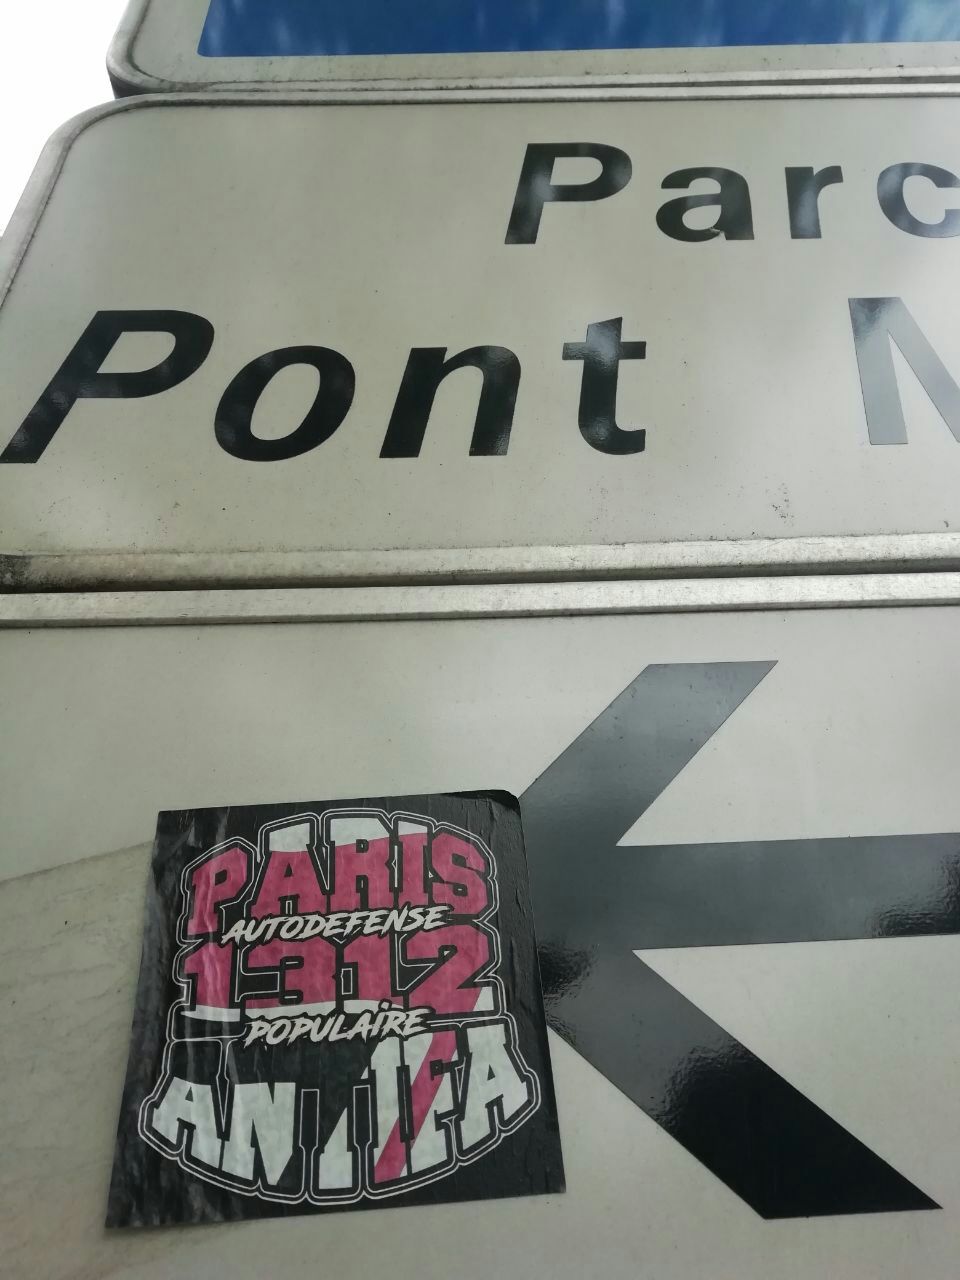 Parc
Pont M
PARIS
AUTODEFENSE
1312
POPULAIRE
ANTIFA